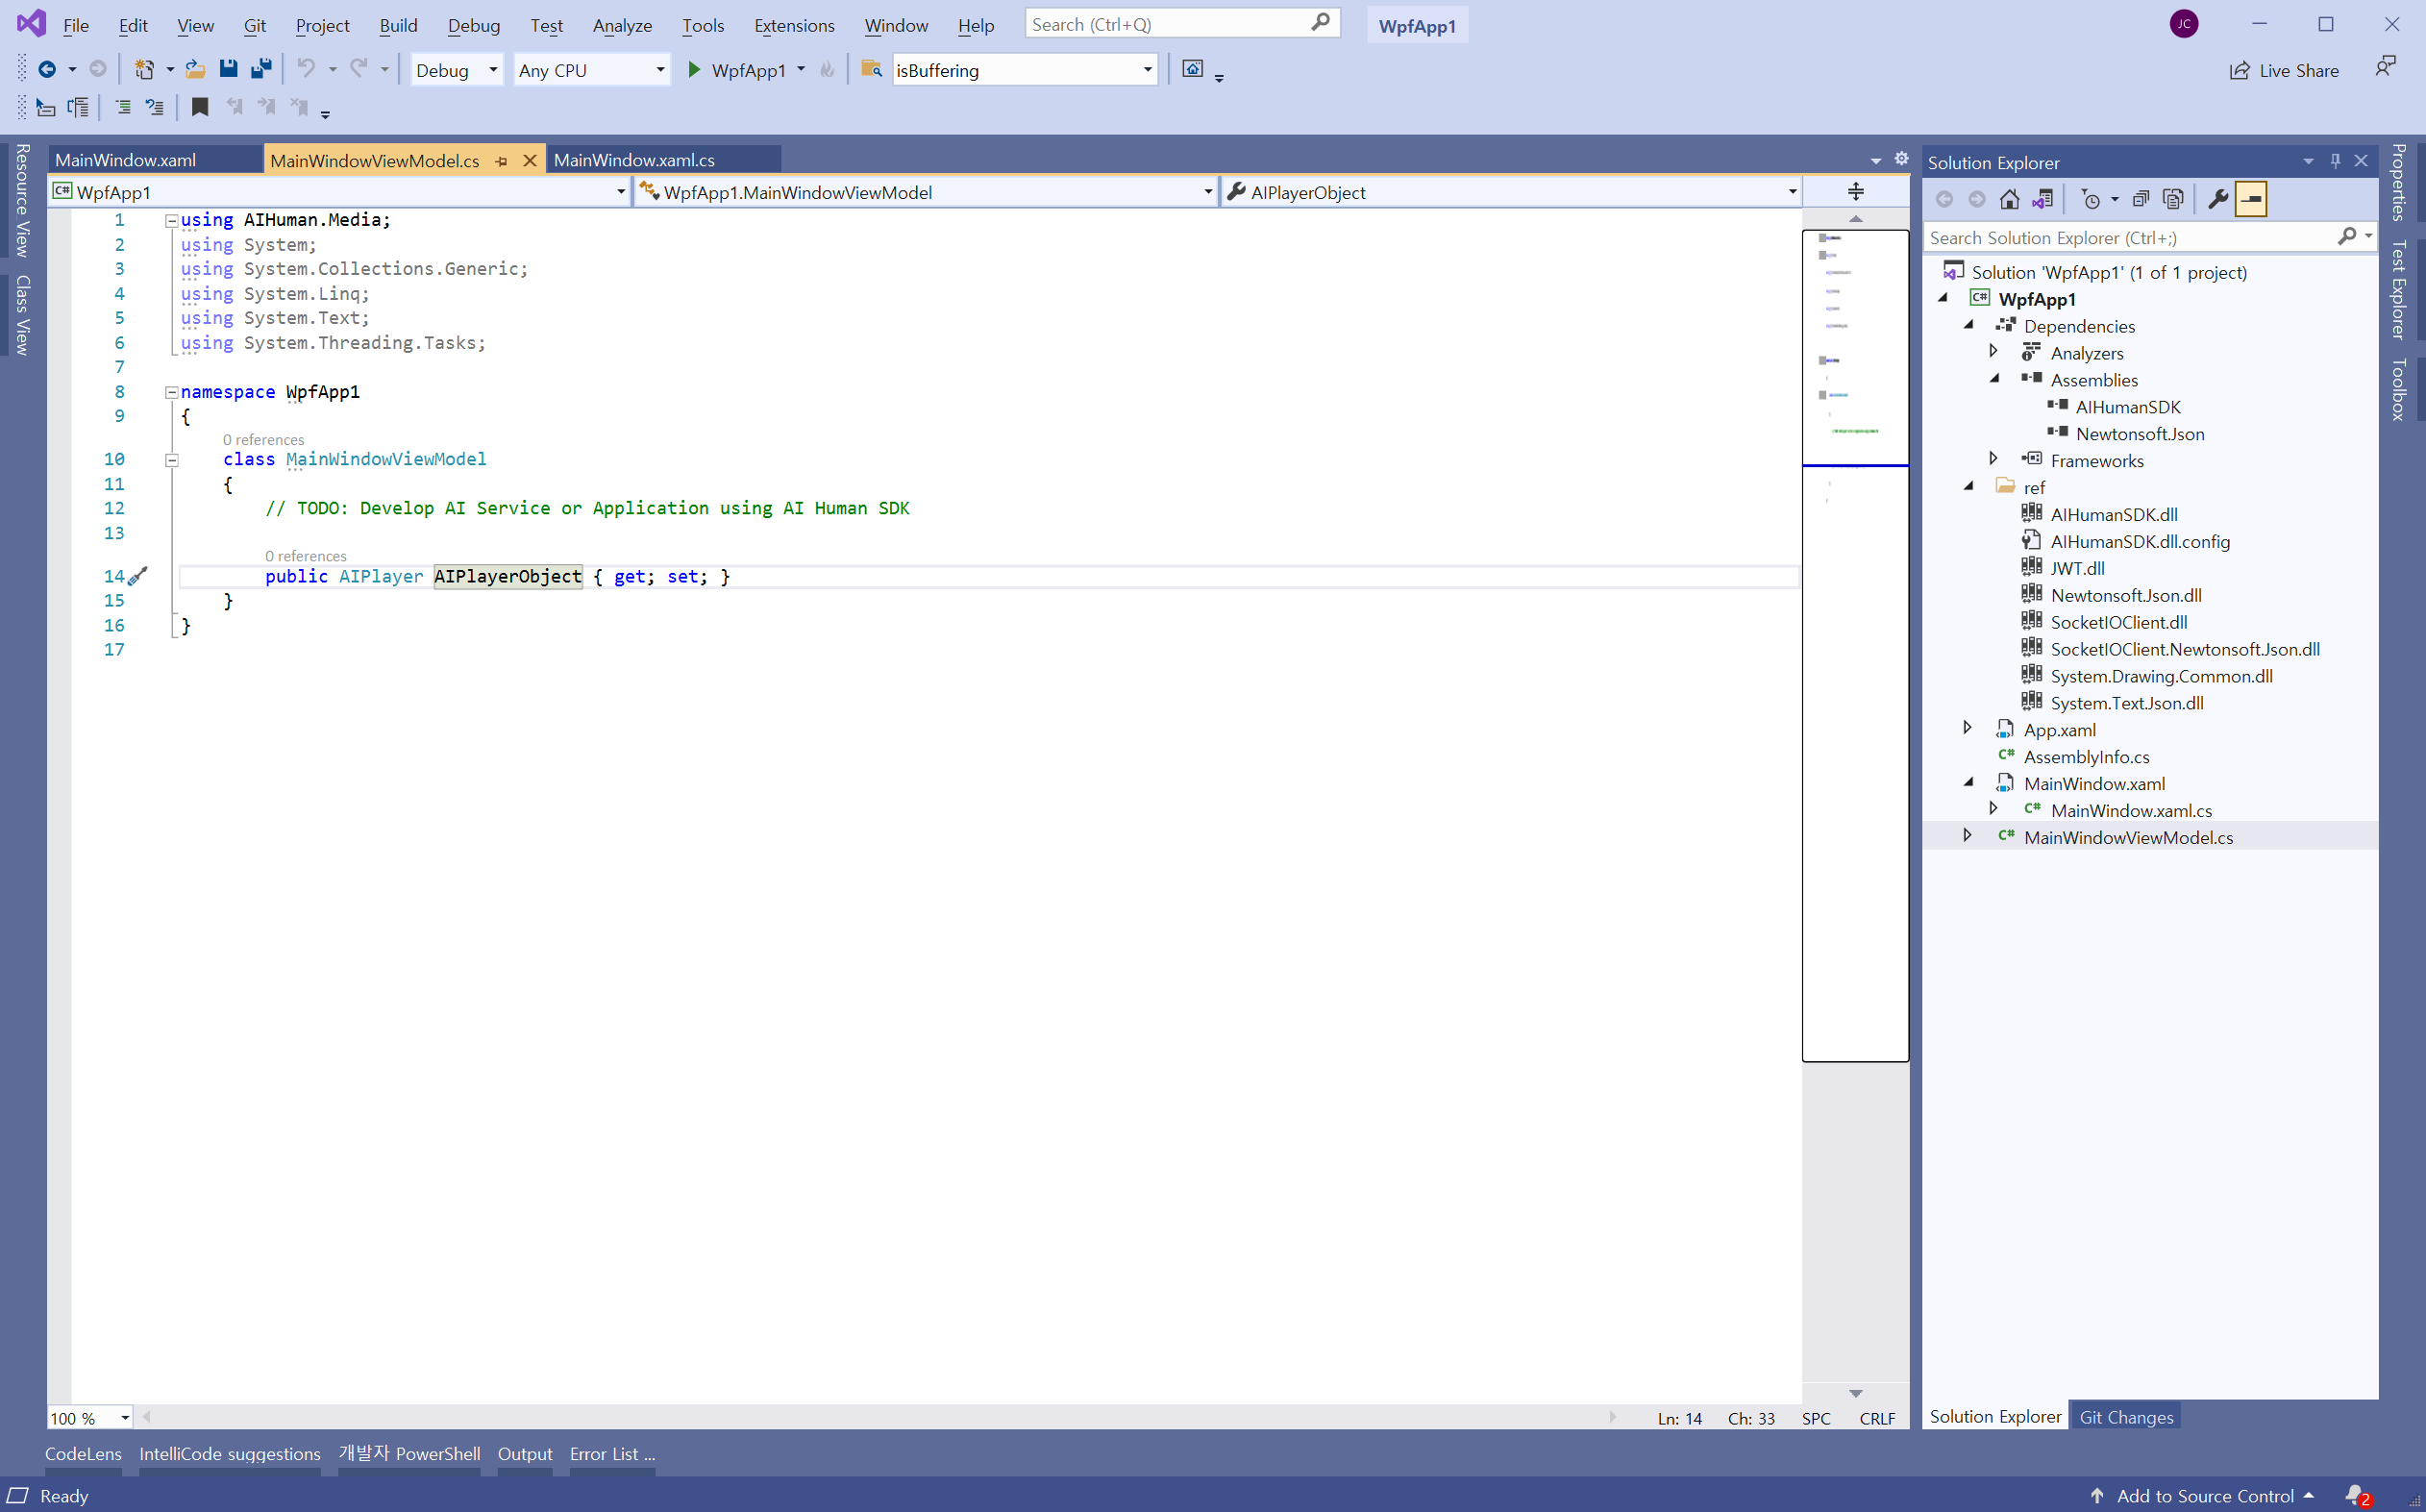 File Edit View Git Project Build Debug Test Analyze Tools Extensions Window Help Search (Ctrl+Q) WpfApp1 JC
Debug Any CPU WpfApp1 isBuffering Live Share
MainWindow.xaml MainWindowViewModel.cs MainWindow.xaml.cs
C# WpfApp1 WpfApp1.MainWindowViewModel AIPlayerObject
Resource View
Class View
1 using AIHuman.Media;
2 using System;
3 using System.Collections.Generic;
4 using System.Linq;
5 using System.Text;
6 using System.Threading.Tasks;
7
8 namespace WpfApp1
9 {
0 references
10 class MainWindowViewModel
11 {
12 // TODO: Develop AI Service or Application using AI Human SDK
13
0 references
14 public AIPlayer AIPlayerObject { get; set; }
15 }
16 }
17
100 % Ln: 14 Ch: 33 SPC CRLF
Solution Explorer
Search Solution Explorer (Ctrl+;)
Solution 'WpfApp1' (1 of 1 project)
C# WpfApp1
Dependencies
Analyzers
Assemblies
AIHumanSDK
Newtonsoft.Json
Frameworks
ref
AIHumanSDK.dll
AIHumanSDK.dll.config
JWT.dll
Newtonsoft.Json.dll
SocketIOClient.dll
SocketIOClient.Newtonsoft.Json.dll
System.Drawing.Common.dll
System.Text.Json.dll
App.xaml
C# AssemblyInfo.cs
MainWindow.xaml
C# MainWindow.xaml.cs
C# MainWindowViewModel.cs
Solution Explorer Git Changes
Properties
Test Explorer
Toolbox
CodeLens IntelliCode suggestions 개발자 PowerShell Output Error List ...
Ready Add to Source Control 2